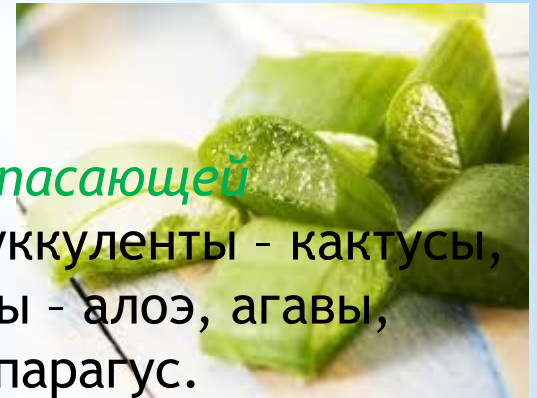 пасающей
уккуленты – кактусы,
ы – алоэ, агавы,
парагус.